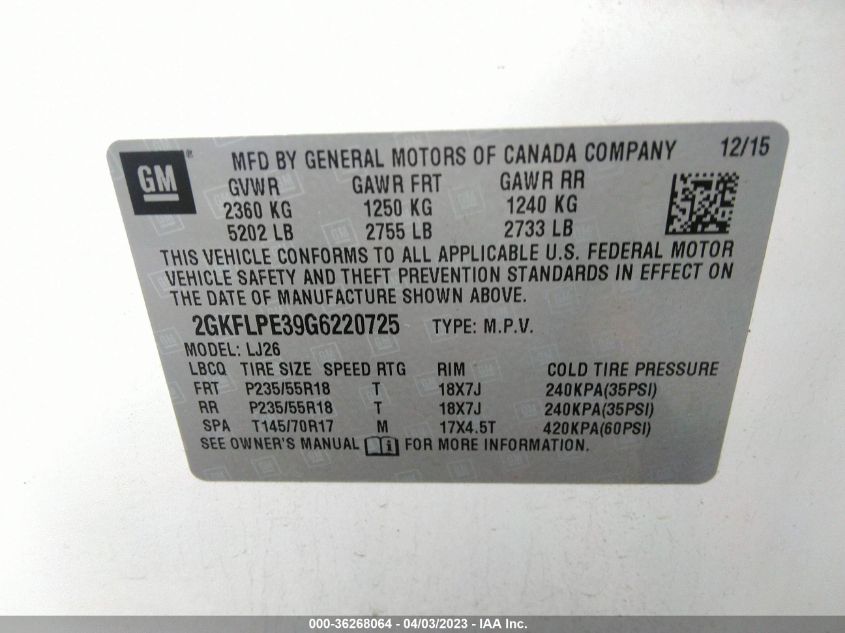 GM ® MFD BY GENERAL MOTORS OF CANADA COMPANY 12/15
GVWR GAWR FRT GAWR RR
2360 KG 1250 KG 1240 KG
5202 LB 2755 LB 2733 LB
THIS VEHICLE CONFORMS TO ALL APPLICABLE U.S. FEDERAL MOTOR
VEHICLE SAFETY AND THEFT PREVENTION STANDARDS IN EFFECT ON
THE DATE OF MANUFACTURE SHOWN ABOVE.
2GKFLPE39G6220725 TYPE: M.P.V.
MODEL: LJ26
LBCQ TIRE SIZE SPEED RTG RIM COLD TIRE PRESSURE
FRT P235/55R18 T 18X7J 240KPA(35PSI)
RR P235/55R18 T 18X7J 240KPA(35PSI)
SPA T145/70R17 M 17X4.5T 420KPA(60PSI)
SEE OWNER'S MANUAL FOR MORE INFORMATION.
000-36268064 - 04/03/2023 - IAA Inc.